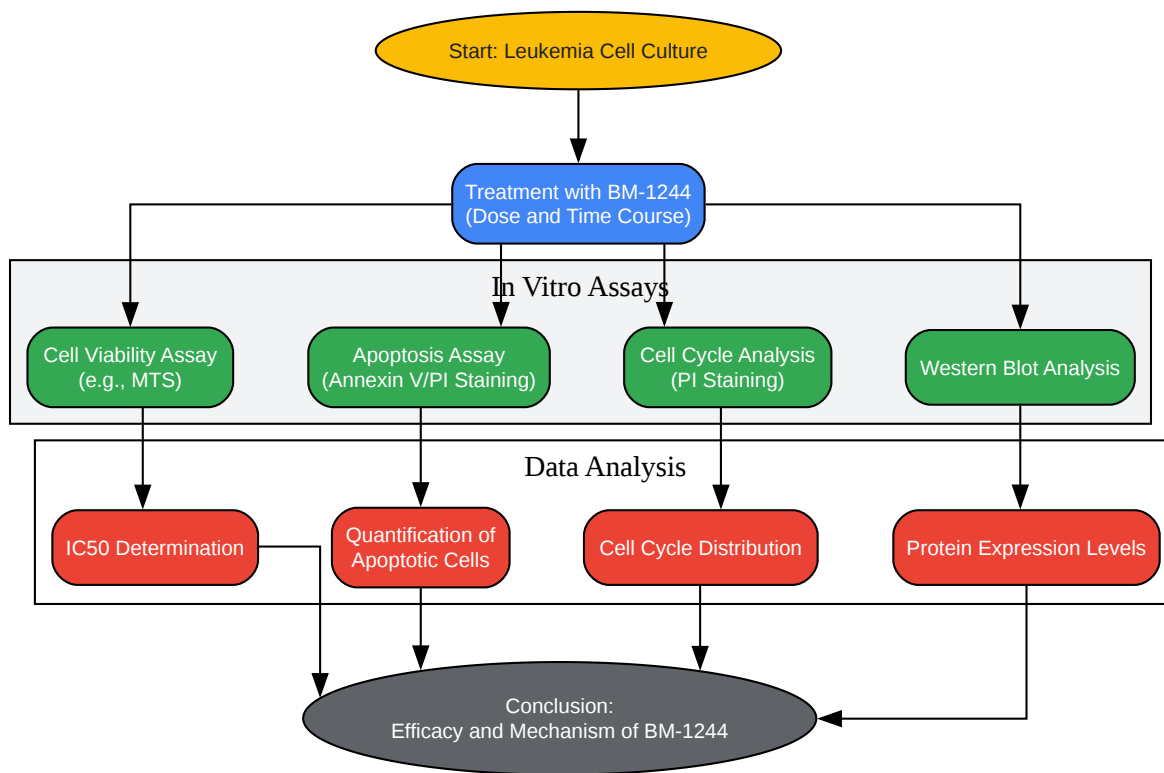 Start: Leukemia Cell Culture
Treatment with BM-1244
(Dose and Time Course)
In Vitro Assays
Cell Viability Assay
(e.g., MTS)
Apoptosis Assay
(Annexin V/PI Staining)
Cell Cycle Analysis
(PI Staining)
Western Blot Analysis
Data Analysis
IC50 Determination
Quantification of
Apoptotic Cells
Cell Cycle Distribution
Protein Expression Levels
Conclusion:
Efficacy and Mechanism of BM-1244